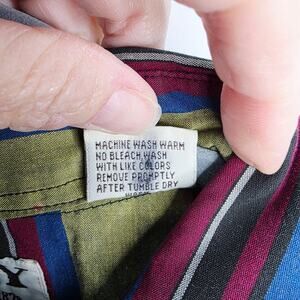 MACHINE WASH WARM
NO BLEACH,WASH
WITH LIKE COLORS
REMOVE PROMPTLY
AFTER TUMBLE DRY